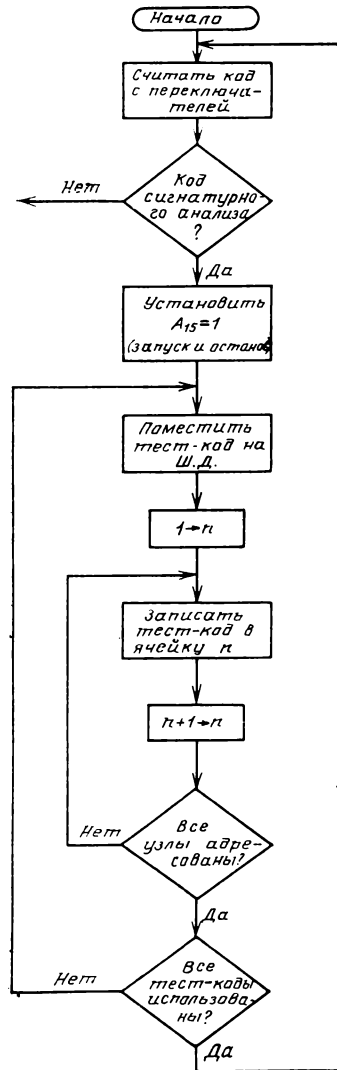 Начало
Считать код
с переключа-
телей
Нет
Код
сигнатурно-
го анализа
?
Да
Установить
A15=1
(запуск и останов)
Поместить
тест-код на
Ш.Д.
1→n
Записать
тест-код в
ячейку n
n+1→n
Нет
Все
узлы адре-
сованы?
Да
Нет
Все
тест-коды
использова-
ны?
Да